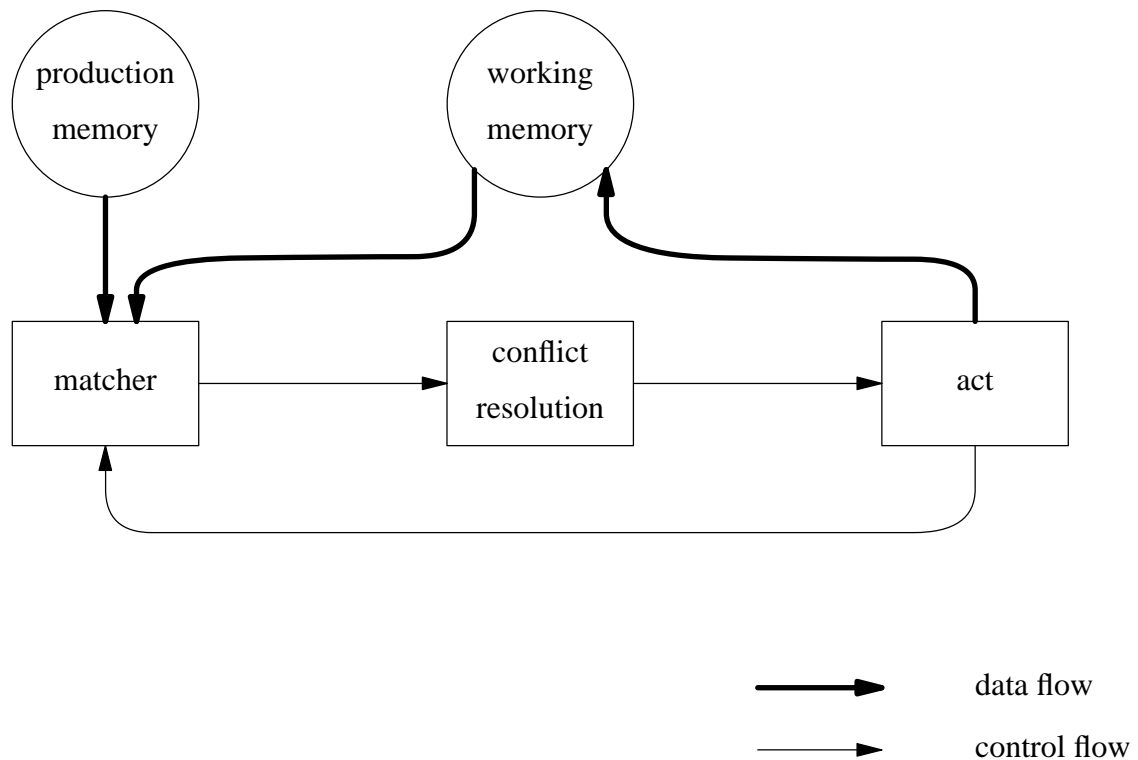 production
memory
working
memory
matcher
conflict
resolution
act
data flow
control flow